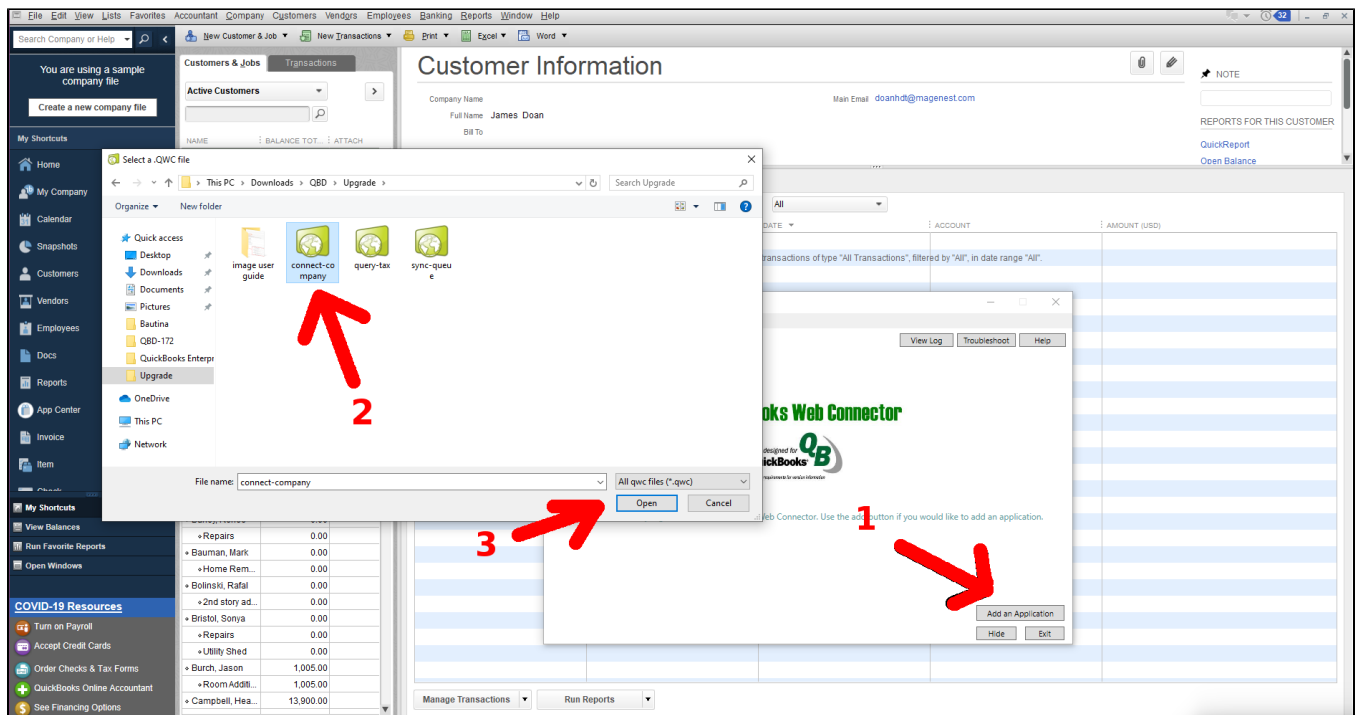 File Edit View Lists Favorites Accountant Company Customers Vendors Employees Banking Reports Window Help
32
Search Company or Help
New Customer & Job
New Transactions
Print
Excel
Word
You are using a sample
company file
Create a new company file
My Shortcuts
Home
My Company
Calendar
Snapshots
Customers
Vendors
Employees
Docs
Reports
App Center
Invoice
Item
My Shortcuts
View Balances
Run Favorite Reports
Open Windows
COVID-19 Resources
Turn on Payroll
Accept Credit Cards
Order Checks & Tax Forms
QuickBooks Online Accountant
See Financing Options
Customers & Jobs
Transactions
Active Customers
NAME
BALANCE TOT...
ATTACH
Customer Information
Company Name
Full Name James Doan
Bill To
Main Email doanhdt@magenest.com
NOTE
REPORTS FOR THIS CUSTOMER
QuickReport
Open Balance
Select a .QWC file
This PC > Downloads > QBD > Upgrade >
Search Upgrade
Organize
New folder
Quick access
Desktop
Downloads
Documents
Pictures
Bautina
QBD-172
QuickBooks Enterpr
Upgrade
OneDrive
This PC
Network
image user
guide
connect-co
mpany
query-tax
sync-queu
e
2
File name: connect-company
All qwc files (*.qwc)
Open
Cancel
3
All
DATE
ACCOUNT
AMOUNT (USD)
transactions of type "All Transactions", filtered by "All", in date range "All".
View Log
Troubleshoot
Help
oks Web Connector
designed for
ickBooks
QB
Web Connector. Use the add button if you would like to add an application.
1
Add an Application
Hide
Exit
Repairs 0.00
Bauman, Mark 0.00
Home Rem... 0.00
Bolinski, Rafal 0.00
2nd story ad... 0.00
Bristol, Sonya 0.00
Repairs 0.00
Utility Shed 0.00
Burch, Jason 1,005.00
Room Additi... 1,005.00
Campbell, Hea... 13,900.00
Manage Transactions
Run Reports